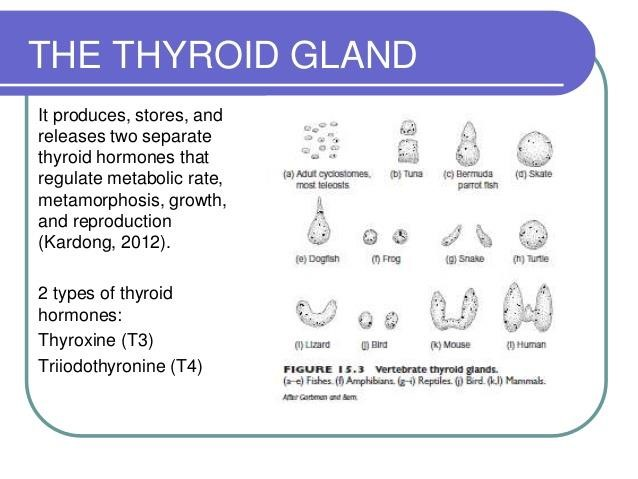 THE THYROID GLAND
It produces, stores, and
releases two separate
thyroid hormones that
regulate metabolic rate,
metamorphosis, growth,
and reproduction
(Kardong, 2012).
2 types of thyroid
hormones:
Thyroxine (T3)
Triiodothyronine (T4)
(a) Adult cyclostomes,
most teleosts
(b) Tuna
(c) Bermuda
parrot fish
(d) Skate
(e) Dogfish
(f) Frog
(g) Snake
(h) Turtle
(i) Lizard
(j) Bird
(k) Mouse
(l) Human
FIGURE 15.3 Vertebrate thyroid glands.
(a–e) Fishes. (f) Amphibians. (g–i) Reptiles. (j) Bird. (k,l) Mammals.
After Gorbman and Bern.